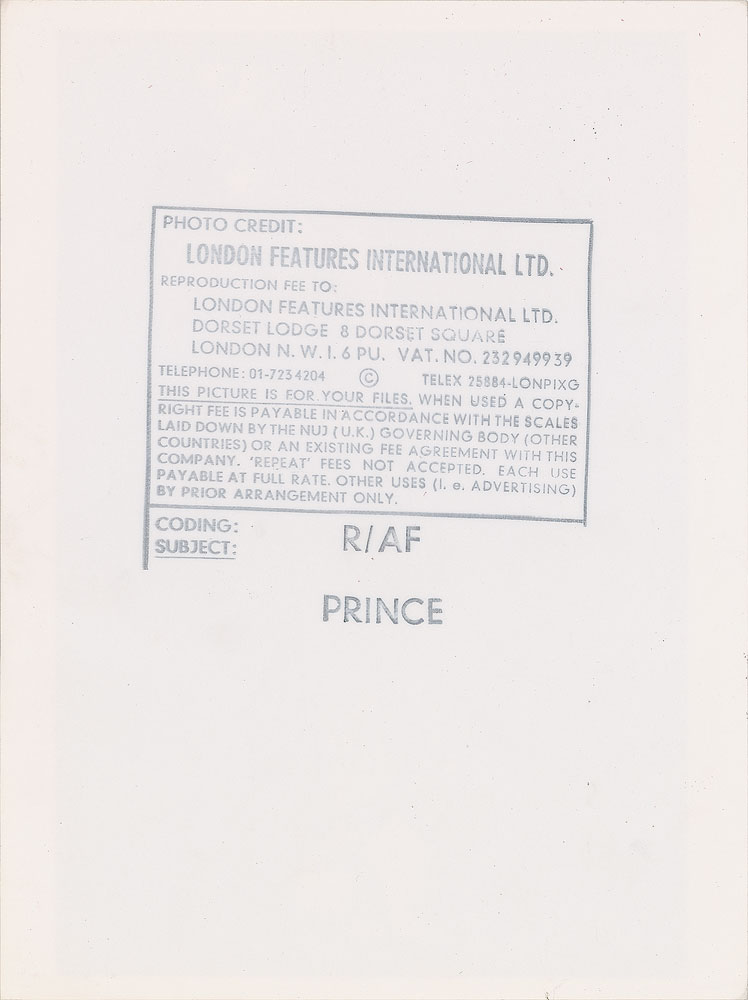 PHOTO CREDIT:
LONDON FEATURES INTERNATIONAL LTD.
REPRODUCTION FEE TO:
LONDON FEATURES INTERNATIONAL LTD.
DORSET LODGE 8 DORSET SQUARE
LONDON N. W. 1. 6 PU. VAT. NO. 232949939
TELEPHONE: 01-7234204 © TELEX 25884-LONPIXG
THIS PICTURE IS FOR YOUR FILES. WHEN USED A COPY-
RIGHT FEE IS PAYABLE IN ACCORDANCE WITH THE SCALES
LAID DOWN BY THE NUJ (U.K.) GOVERNING BODY (OTHER
COUNTRIES) OR AN EXISTING FEE AGREEMENT WITH THIS
COMPANY. 'REPEAT' FEES NOT ACCEPTED. EACH USE
PAYABLE AT FULL RATE. OTHER USES (I. e. ADVERTISING)
BY PRIOR ARRANGEMENT ONLY.
CODING: R/AF
SUBJECT:
PRINCE